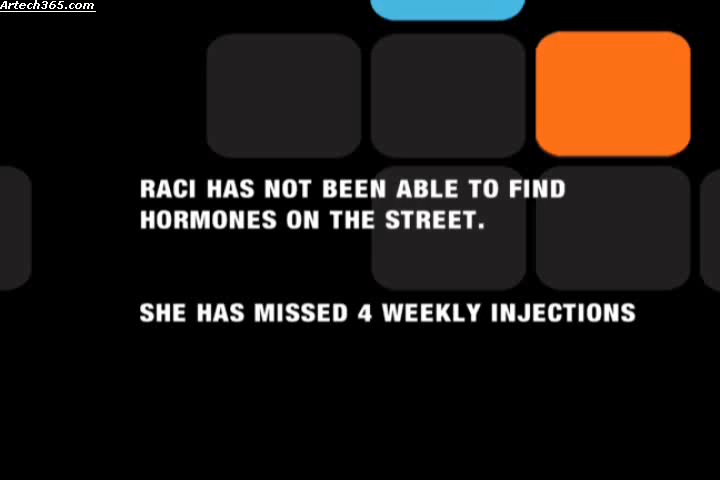 Artech365.com
RACI HAS NOT BEEN ABLE TO FIND
HORMONES ON THE STREET.
SHE HAS MISSED 4 WEEKLY INJECTIONS